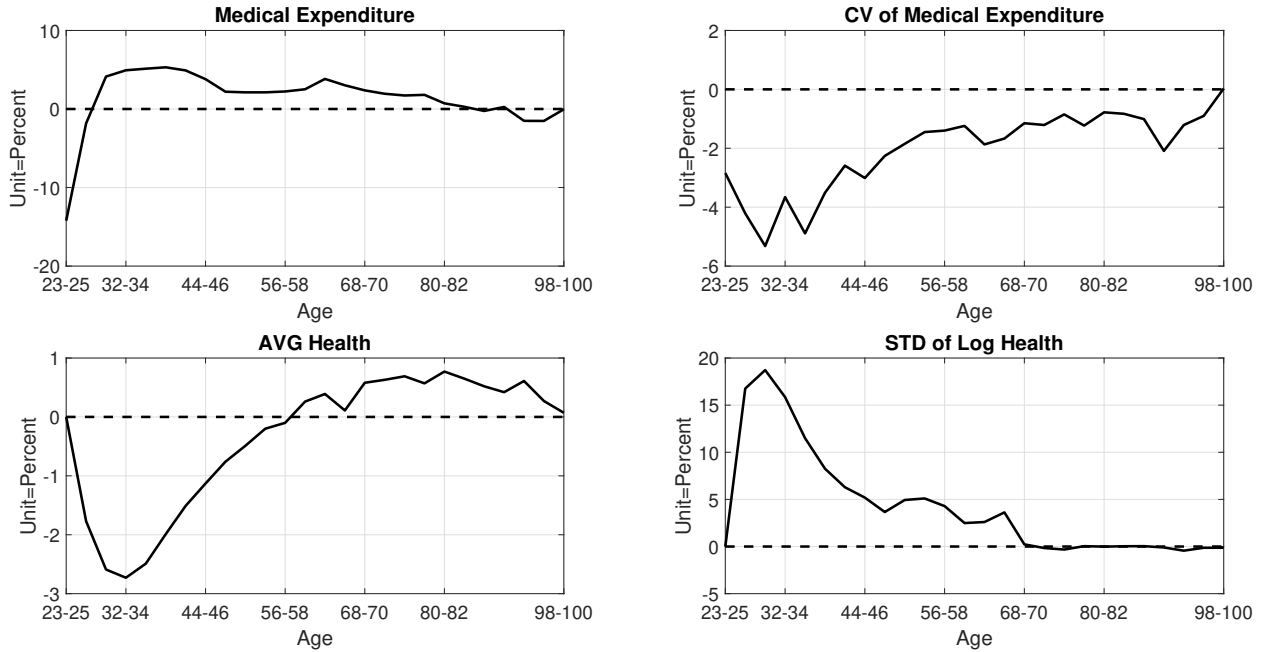 Medical Expenditure
10
0
-10
-20
Unit=Percent
23-25 32-34 44-46 56-58 68-70 80-82 98-100
Age
CV of Medical Expenditure
2
0
-2
-4
-6
Unit=Percent
23-25 32-34 44-46 56-58 68-70 80-82 98-100
Age
AVG Health
1
0
-1
-2
-3
Unit=Percent
23-25 32-34 44-46 56-58 68-70 80-82 98-100
Age
STD of Log Health
20
15
10
5
0
-5
Unit=Percent
23-25 32-34 44-46 56-58 68-70 80-82 98-100
Age